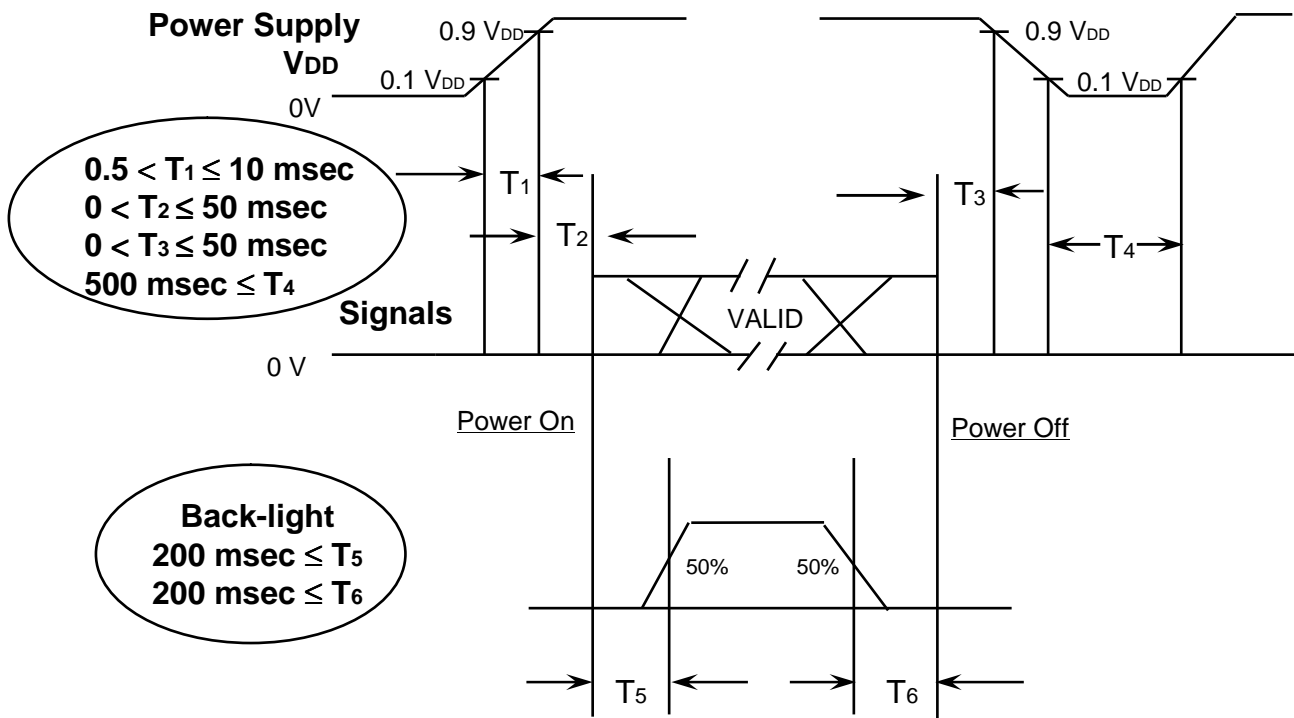 Power Supply
VDD
0.9 VDD
0.9 VDD
0.1 VDD
0.1 VDD
0V
0.5 < T1 ≤ 10 msec
0 < T2 ≤ 50 msec
0 < T3 ≤ 50 msec
500 msec ≤ T4
T1
T2
T3
T4
Signals
VALID
0 V
Power On
Power Off
Back-light
200 msec ≤ T5
200 msec ≤ T6
50%
50%
T5
T6